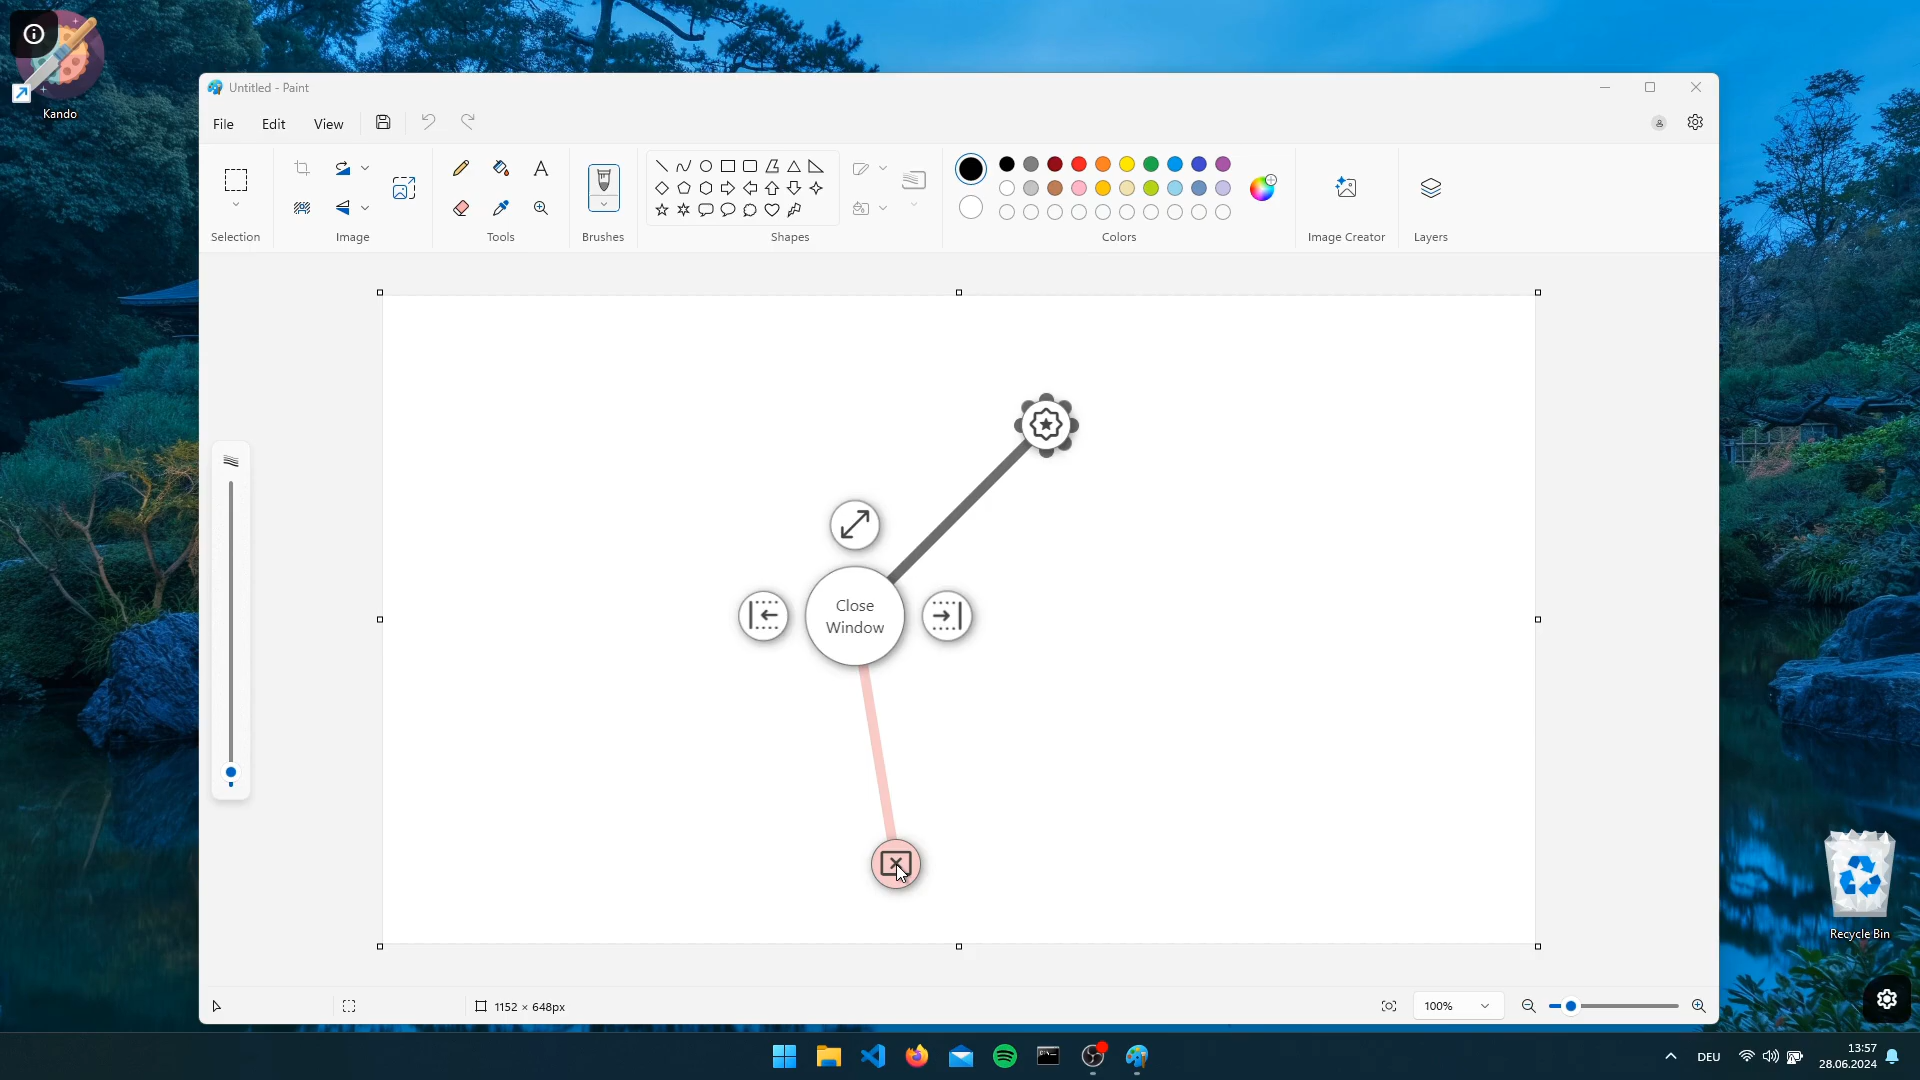 Kando
Untitled - Paint
File Edit View
Selection
Image
Tools
Brushes
Shapes
Colors
Image Creator
Layers
Close
Window
Recycle Bin
1152 × 648px
100%
DEU
13:57
28.06.2024